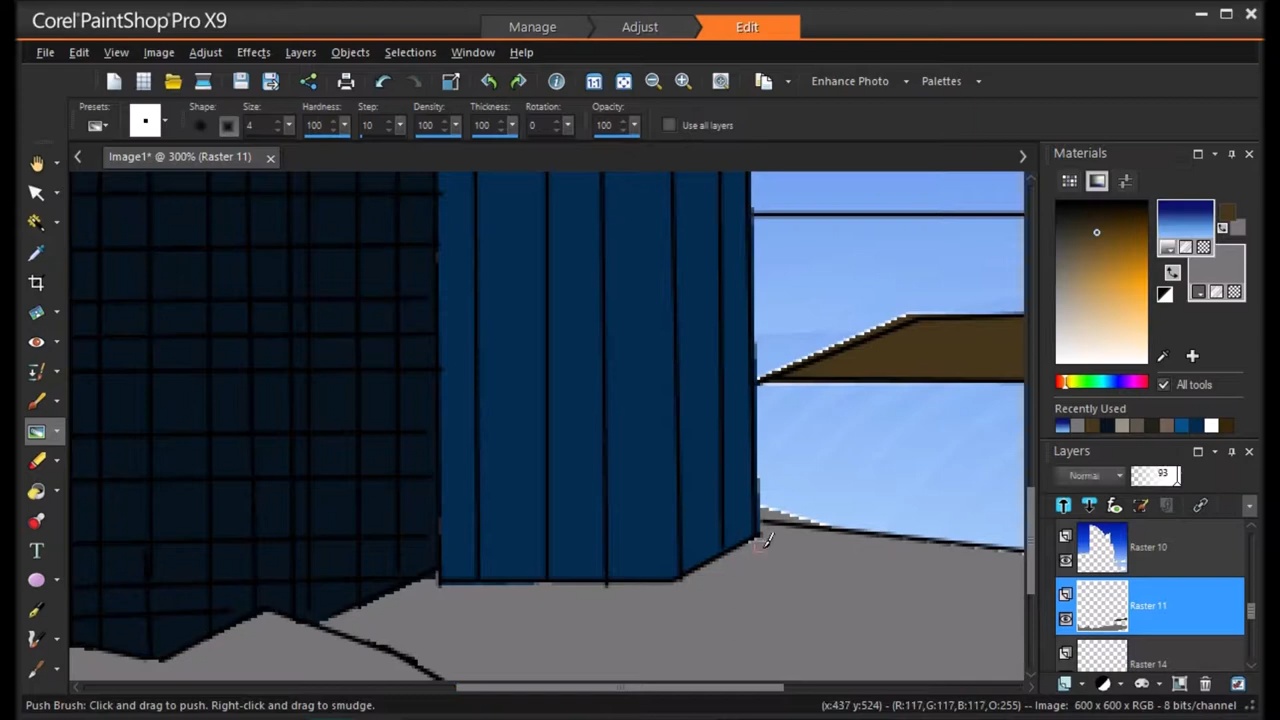 Corel PaintShop Pro X9
Manage Adjust Edit
File Edit View Image Adjust Effects Layers Objects Selections Window Help
Enhance Photo Palettes
Presets: Shape: Size: Hardness: Step: Density: Thickness: Rotation: Opacity:
4 100 10 100 100 0 100 Use all layers
Image1* @ 300% (Raster 11)
Materials
All tools
Recently Used
Layers
Normal 93
Raster 10
Raster 11
Raster 14
Push Brush: Click and drag to push. Right-click and drag to smudge.
(x:437 y:524) - (R:117,G:117,B:117,O:255) -- Image: 600 x 600 x RGB - 8 bits/channel